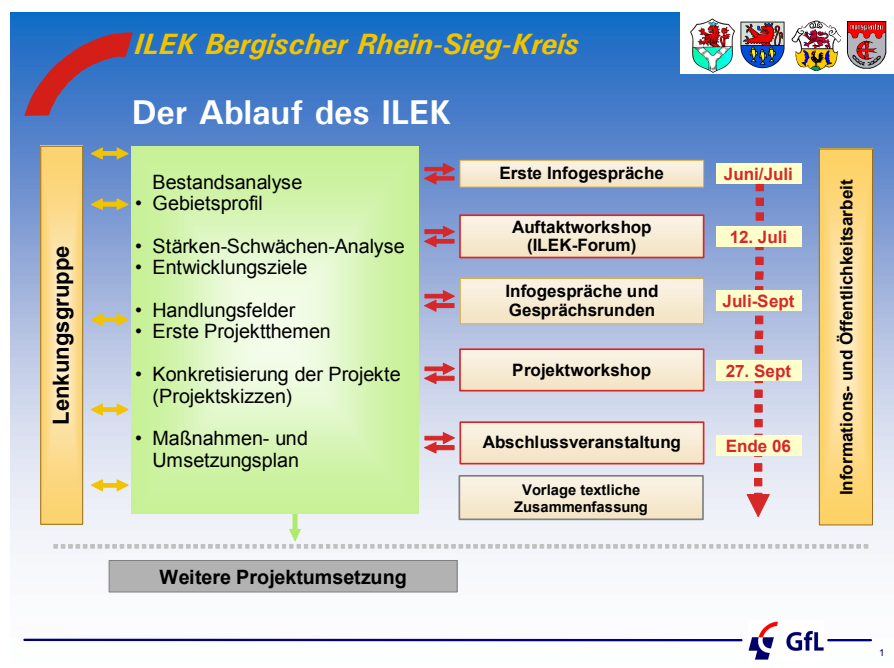 ILEK Bergischer Rhein-Sieg-Kreis
Der Ablauf des ILEK
Lenkungsgruppe
Bestandsanalyse
• Gebietsprofil
Stärken-Schwächen-Analyse
• Entwicklungsziele
• Handlungsfelder
• Erste Projektthemen
• Konkretisierung der Projekte
(Projektskizzen)
• Maßnahmen- und
Umsetzungsplan
Erste Infogespräche
Juni/Juli
Auftaktworkshop
(ILEK-Forum)
12. Juli
Infogespräche und
Gesprächsrunden
Juli-Sept
Projektworkshop
27. Sept
Abschlussveranstaltung
Ende 06
Vorlage textliche
Zusammenfassung
Informations- und Öffentlichkeitsarbeit
Weitere Projektumsetzung
GfL
1